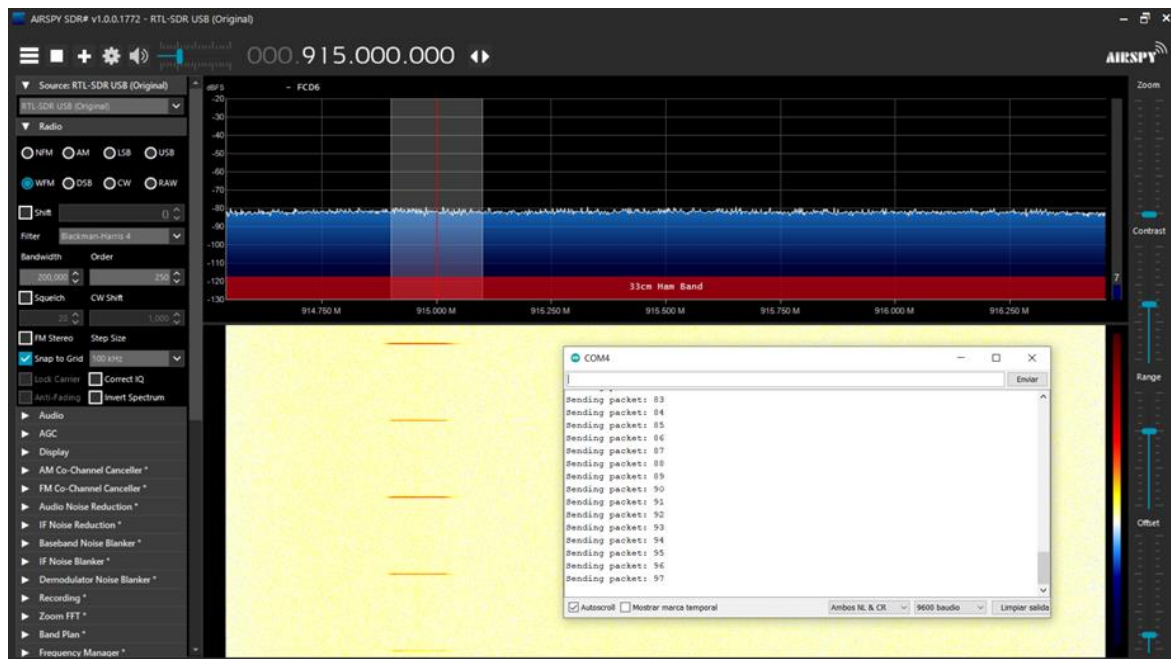 AIRSPY SDR# v1.0.0.1772 - RTL-SDR USB (Original)
000.915.000.000
AIRSPY
Source: RTL-SDR USB (Original)
RTL-SDR USB (Original)
Radio
NFM AM LSB USB
WFM DSB CW RAW
Shift 0
Filter Blackman-Harris 4
Bandwidth Order
200,000 250
Squelch CW Shift
20 1,000
FM Stereo Step Size
Snap to Grid 100 kHz
Lock Carrier Correct IQ
Anti-Fading Invert Spectrum
Audio
AGC
Display
AM Co-Channel Canceller *
FM Co-Channel Canceller *
Audio Noise Reduction *
IF Noise Reduction *
Baseband Noise Blanker *
IF Noise Blanker *
Demodulator Noise Blanker *
Recording *
Zoom FFT *
Band Plan *
Frequency Manager *
dBFS - FCD6
-20
-30
-40
-50
-60
-70
-80
-90
-100
-110
-120
-130
33cm Ham Band
7
914.750 M 915.000 M 915.250 M 915.500 M 915.750 M 916.000 M 916.250 M
COM4
Enviar
Sending packet: 83
Sending packet: 84
Sending packet: 85
Sending packet: 86
Sending packet: 87
Sending packet: 88
Sending packet: 89
Sending packet: 90
Sending packet: 91
Sending packet: 92
Sending packet: 93
Sending packet: 94
Sending packet: 95
Sending packet: 96
Sending packet: 97
Autoscroll Mostrar marca temporal Ambos NL & CR 9600 baudio Limpiar salida
Zoom
Contrast
Range
Offset